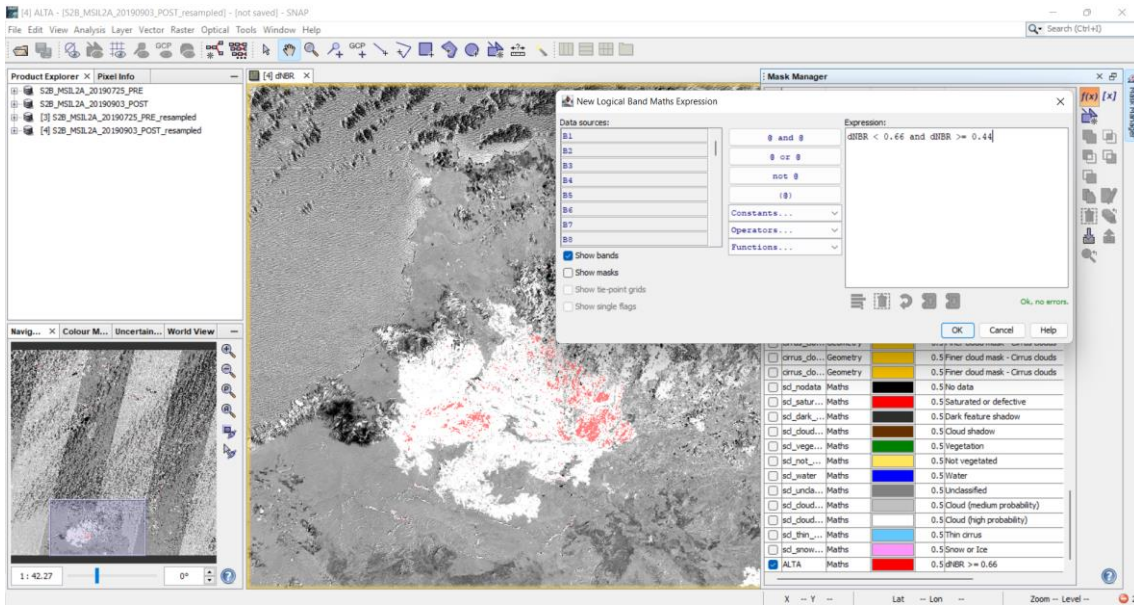 [4] ALTA - [S2B_MSIL2A_20190903_POST_resampled] - [not saved] - SNAP
File Edit View Analysis Layer Vector Raster Optical Tools Window Help
Search (Ctrl+I)
GCP GCP
Product Explorer × Pixel Info
S2B_MSIL2A_20190725_PRE
S2B_MSIL2A_20190903_POST
[3] S2B_MSIL2A_20190725_PRE_resampled
[4] S2B_MSIL2A_20190903_POST_resampled
[4] dNBR ×
Mask Manager
f(x) [x]
Mask Manager
New Logical Band Maths Expression
Data sources:
B1
B2
B3
B4
B5
B6
B7
B8
@ and @
@ or @
not @
(@)
Constants...
Operators...
Functions...
Expression:
dNBR < 0.66 and dNBR >= 0.44
Show bands
Show masks
Show tie-point grids
Show single flags
Ok, no errors.
OK Cancel Help
Navig... × Colour M... Uncertain... World View
1 : 42.27
0°
cirrus_clo... Geometry 0.5 Finer cloud mask - Cirrus clouds
cirrus_clo... Geometry 0.5 Finer cloud mask - Cirrus clouds
scl_nodata Maths 0.5 No data
scl_satur... Maths 0.5 Saturated or defective
scl_dark_... Maths 0.5 Dark feature shadow
scl_cloud... Maths 0.5 Cloud shadow
scl_vege... Maths 0.5 Vegetation
scl_not_... Maths 0.5 Not vegetated
scl_water Maths 0.5 Water
scl_uncla... Maths 0.5 Unclassified
scl_cloud... Maths 0.5 Cloud (medium probability)
scl_cloud... Maths 0.5 Cloud (high probability)
scl_thin_... Maths 0.5 Thin cirrus
scl_snow... Maths 0.5 Snow or Ice
ALTA Maths 0.5 dNBR >= 0.66
X -- Y -- Lat -- Lon -- Zoom -- Level --